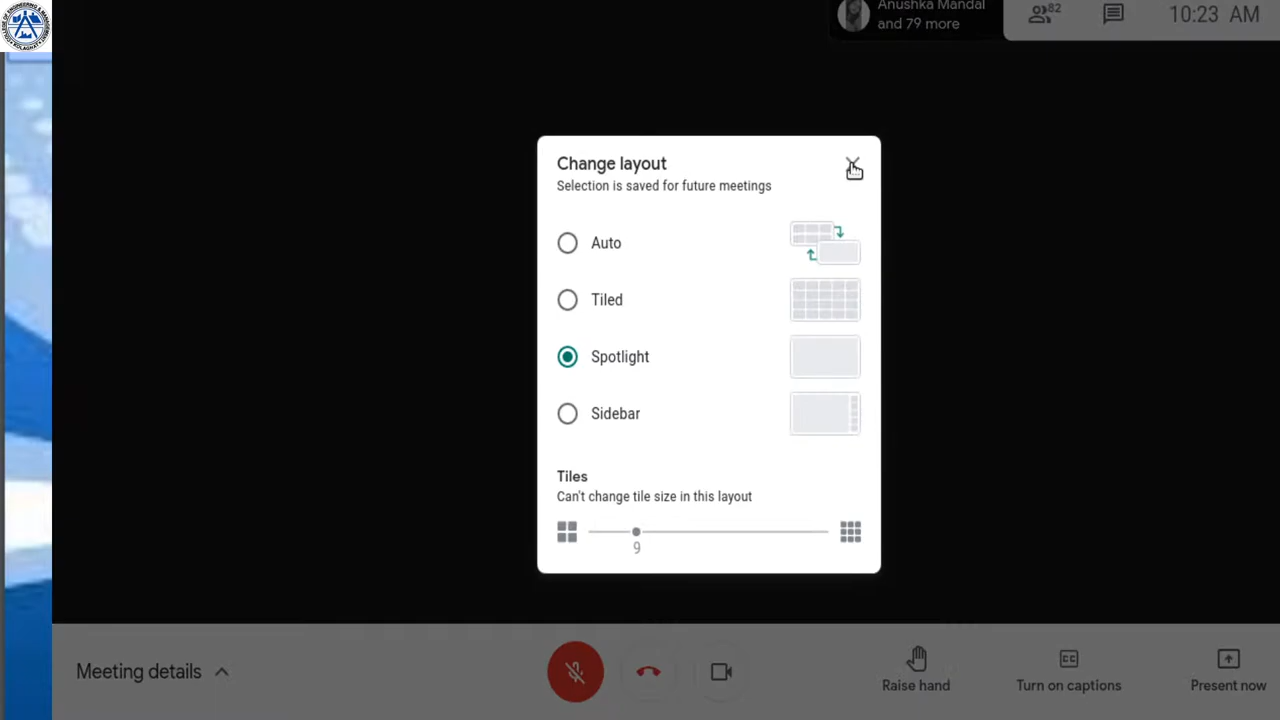 Anushka Mandal
and 79 more
82
10:23 AM
Change layout
Selection is saved for future meetings
Auto
Tiled
Spotlight
Sidebar
Tiles
Can't change tile size in this layout
9
Meeting details
Raise hand
CC
Turn on captions
Present now